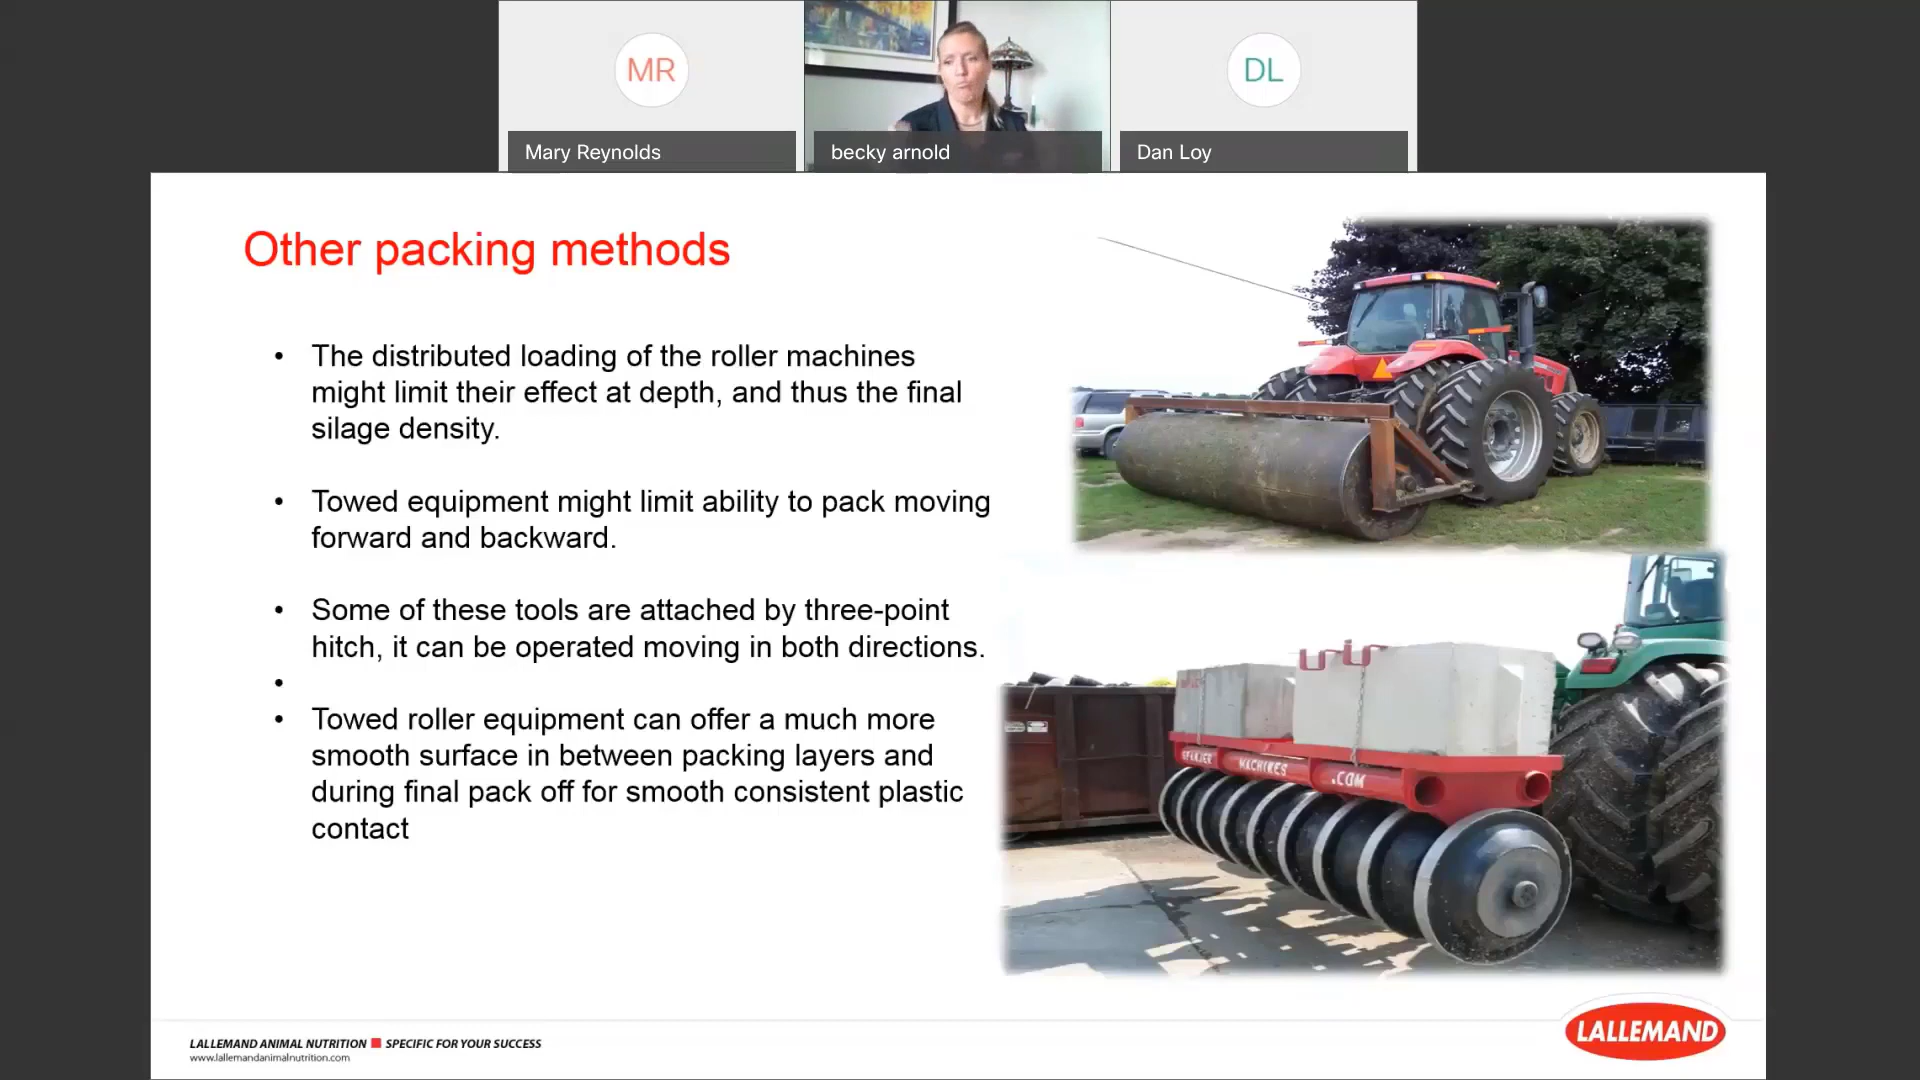 MR
DL
Mary Reynolds
becky arnold
Dan Loy
Other packing methods
• The distributed loading of the roller machines
might limit their effect at depth, and thus the final
silage density.
• Towed equipment might limit ability to pack moving
forward and backward.
• Some of these tools are attached by three-point
hitch, it can be operated moving in both directions.
•
• Towed roller equipment can offer a much more
smooth surface in between packing layers and
during final pack off for smooth consistent plastic
contact
MACHINES
.COM
LALLEMAND ANIMAL NUTRITION SPECIFIC FOR YOUR SUCCESS
www.lallemandanimalnutrition.com
LALLEMAND